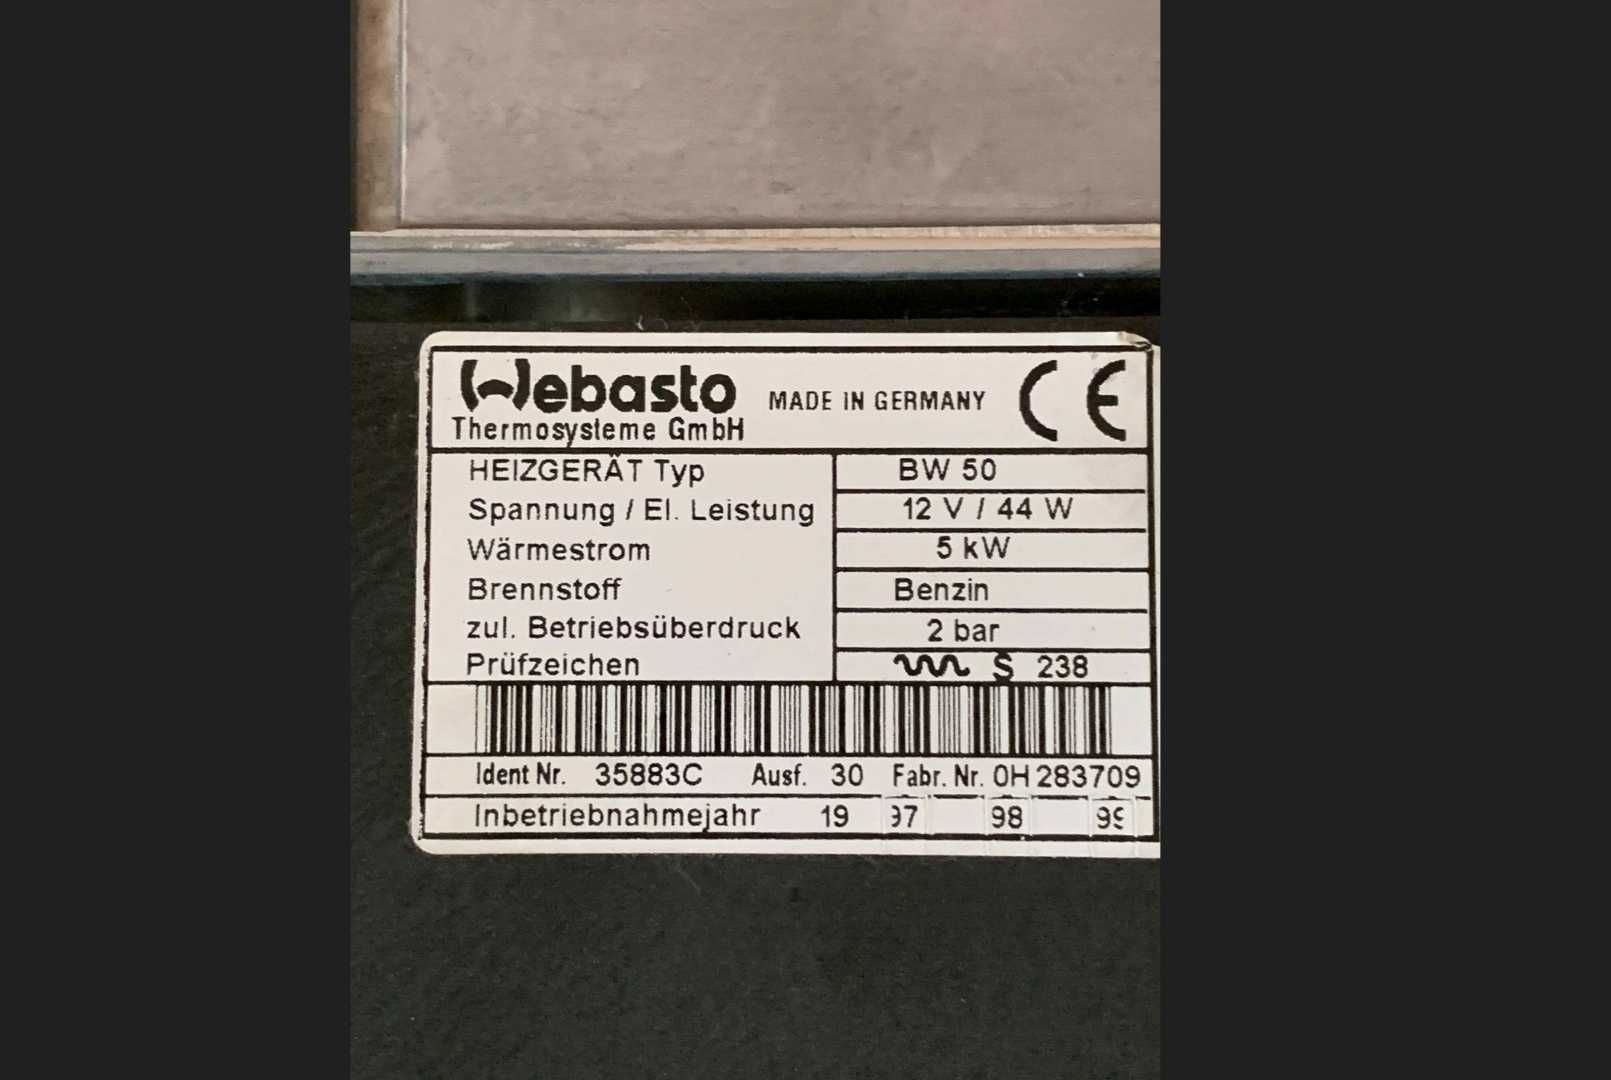 Webasto MADE IN GERMANY CE
Thermosysteme GmbH
HEIZGERÄT Typ BW 50
Spannung / El. Leistung 12 V / 44 W
Wärmestrom 5 kW
Brennstoff Benzin
zul. Betriebsüberdruck 2 bar
Prüfzeichen S 238
Ident Nr. 35883C Ausf. 30 Fabr. Nr. 0H 283709
Inbetriebnahmejahr 19 97 98 99